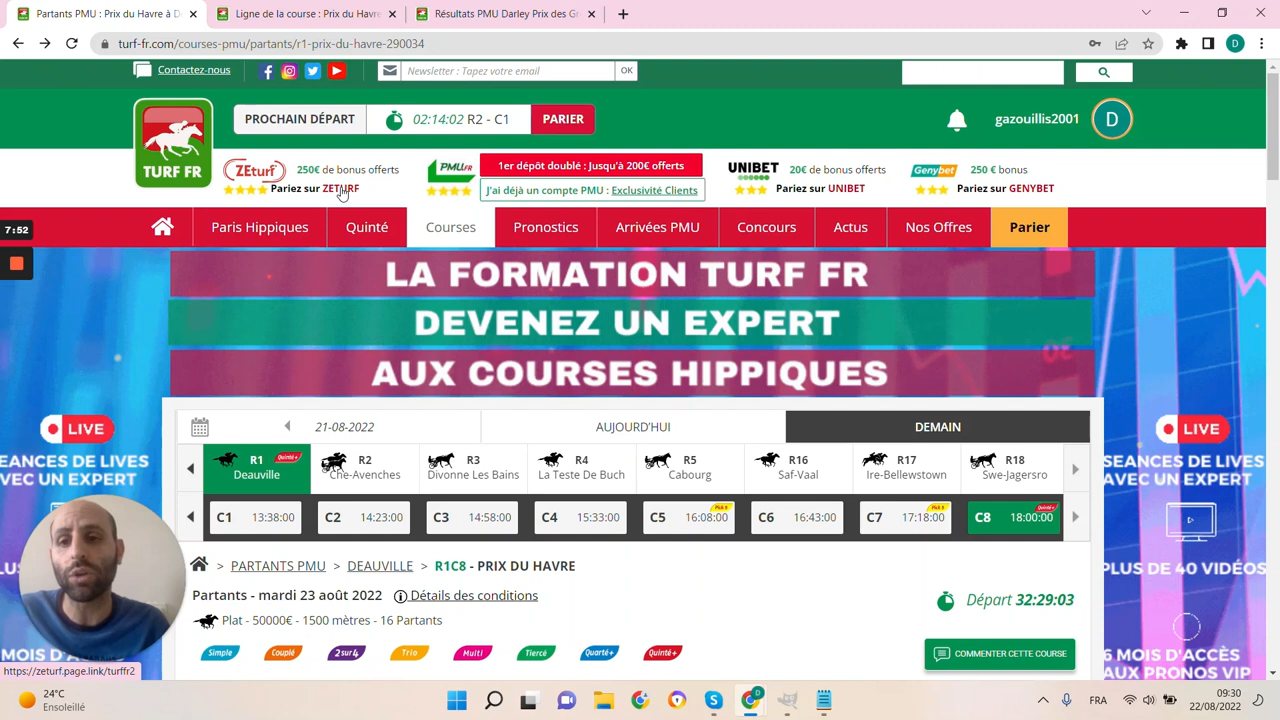 Partants PMU : Prix du Havre à D
Ligne de la course : Prix du Havre
Résultats PMU Darley Prix des Gr
turf-fr.com/courses-pmu/partants/r1-prix-du-havre-290034
D
Contactez-nous
Newsletter : Tapez votre email
OK
TURF FR
PROCHAIN DÉPART
02:14:02 R2 - C1
PARIER
gazouillis2001
D
ZEturf
250€ de bonus offerts
Pariez sur ZETURF
PMU.FR
1er dépôt doublé : Jusqu'à 200€ offerts
J'ai déjà un compte PMU : Exclusivité Clients
UNIBET
20€ de bonus offerts
Pariez sur UNIBET
Genybet
250 € bonus
Pariez sur GENYBET
7:52
Paris Hippiques
Quinté
Courses
Pronostics
Arrivées PMU
Concours
Actus
Nos Offres
Parier
LA FORMATION TURF FR
DEVENEZ UN EXPERT
AUX COURSES HIPPIQUES
LIVE
EANCES DE LIVES
AVEC UN EXPERT
LIVE
SEANCES DE LIVES
AVEC UN EXPERT
PLUS DE 40 VIDÉOS
6 MOIS D'ACCÈS
AUX PRONOS VIP
21-08-2022
AUJOURD'HUI
DEMAIN
R1
Quinté+
Deauville
R2
Che-Avenches
R3
Divonne Les Bains
R4
La Teste De Buch
R5
Cabourg
R16
Saf-Vaal
R17
Ire-Bellewstown
R18
Swe-Jagersro
C1 13:38:00
C2 14:23:00
C3 14:58:00
C4 15:33:00
C5 16:08:00
C6 16:43:00
C7 17:18:00
C8 18:00:00
> PARTANTS PMU > DEAUVILLE > R1C8 - PRIX DU HAVRE
Partants - mardi 23 août 2022
Détails des conditions
Plat - 50000€ - 1500 mètres - 16 Partants
Départ 32:29:03
Simple
Couplé
2sur4
Trio
Multi
Tiercé
Quarté+
Quinté+
COMMENTER CETTE COURSE
https://zeturf.page.link/turffr2
24°C
Ensoleillé
FRA
09:30
22/08/2022